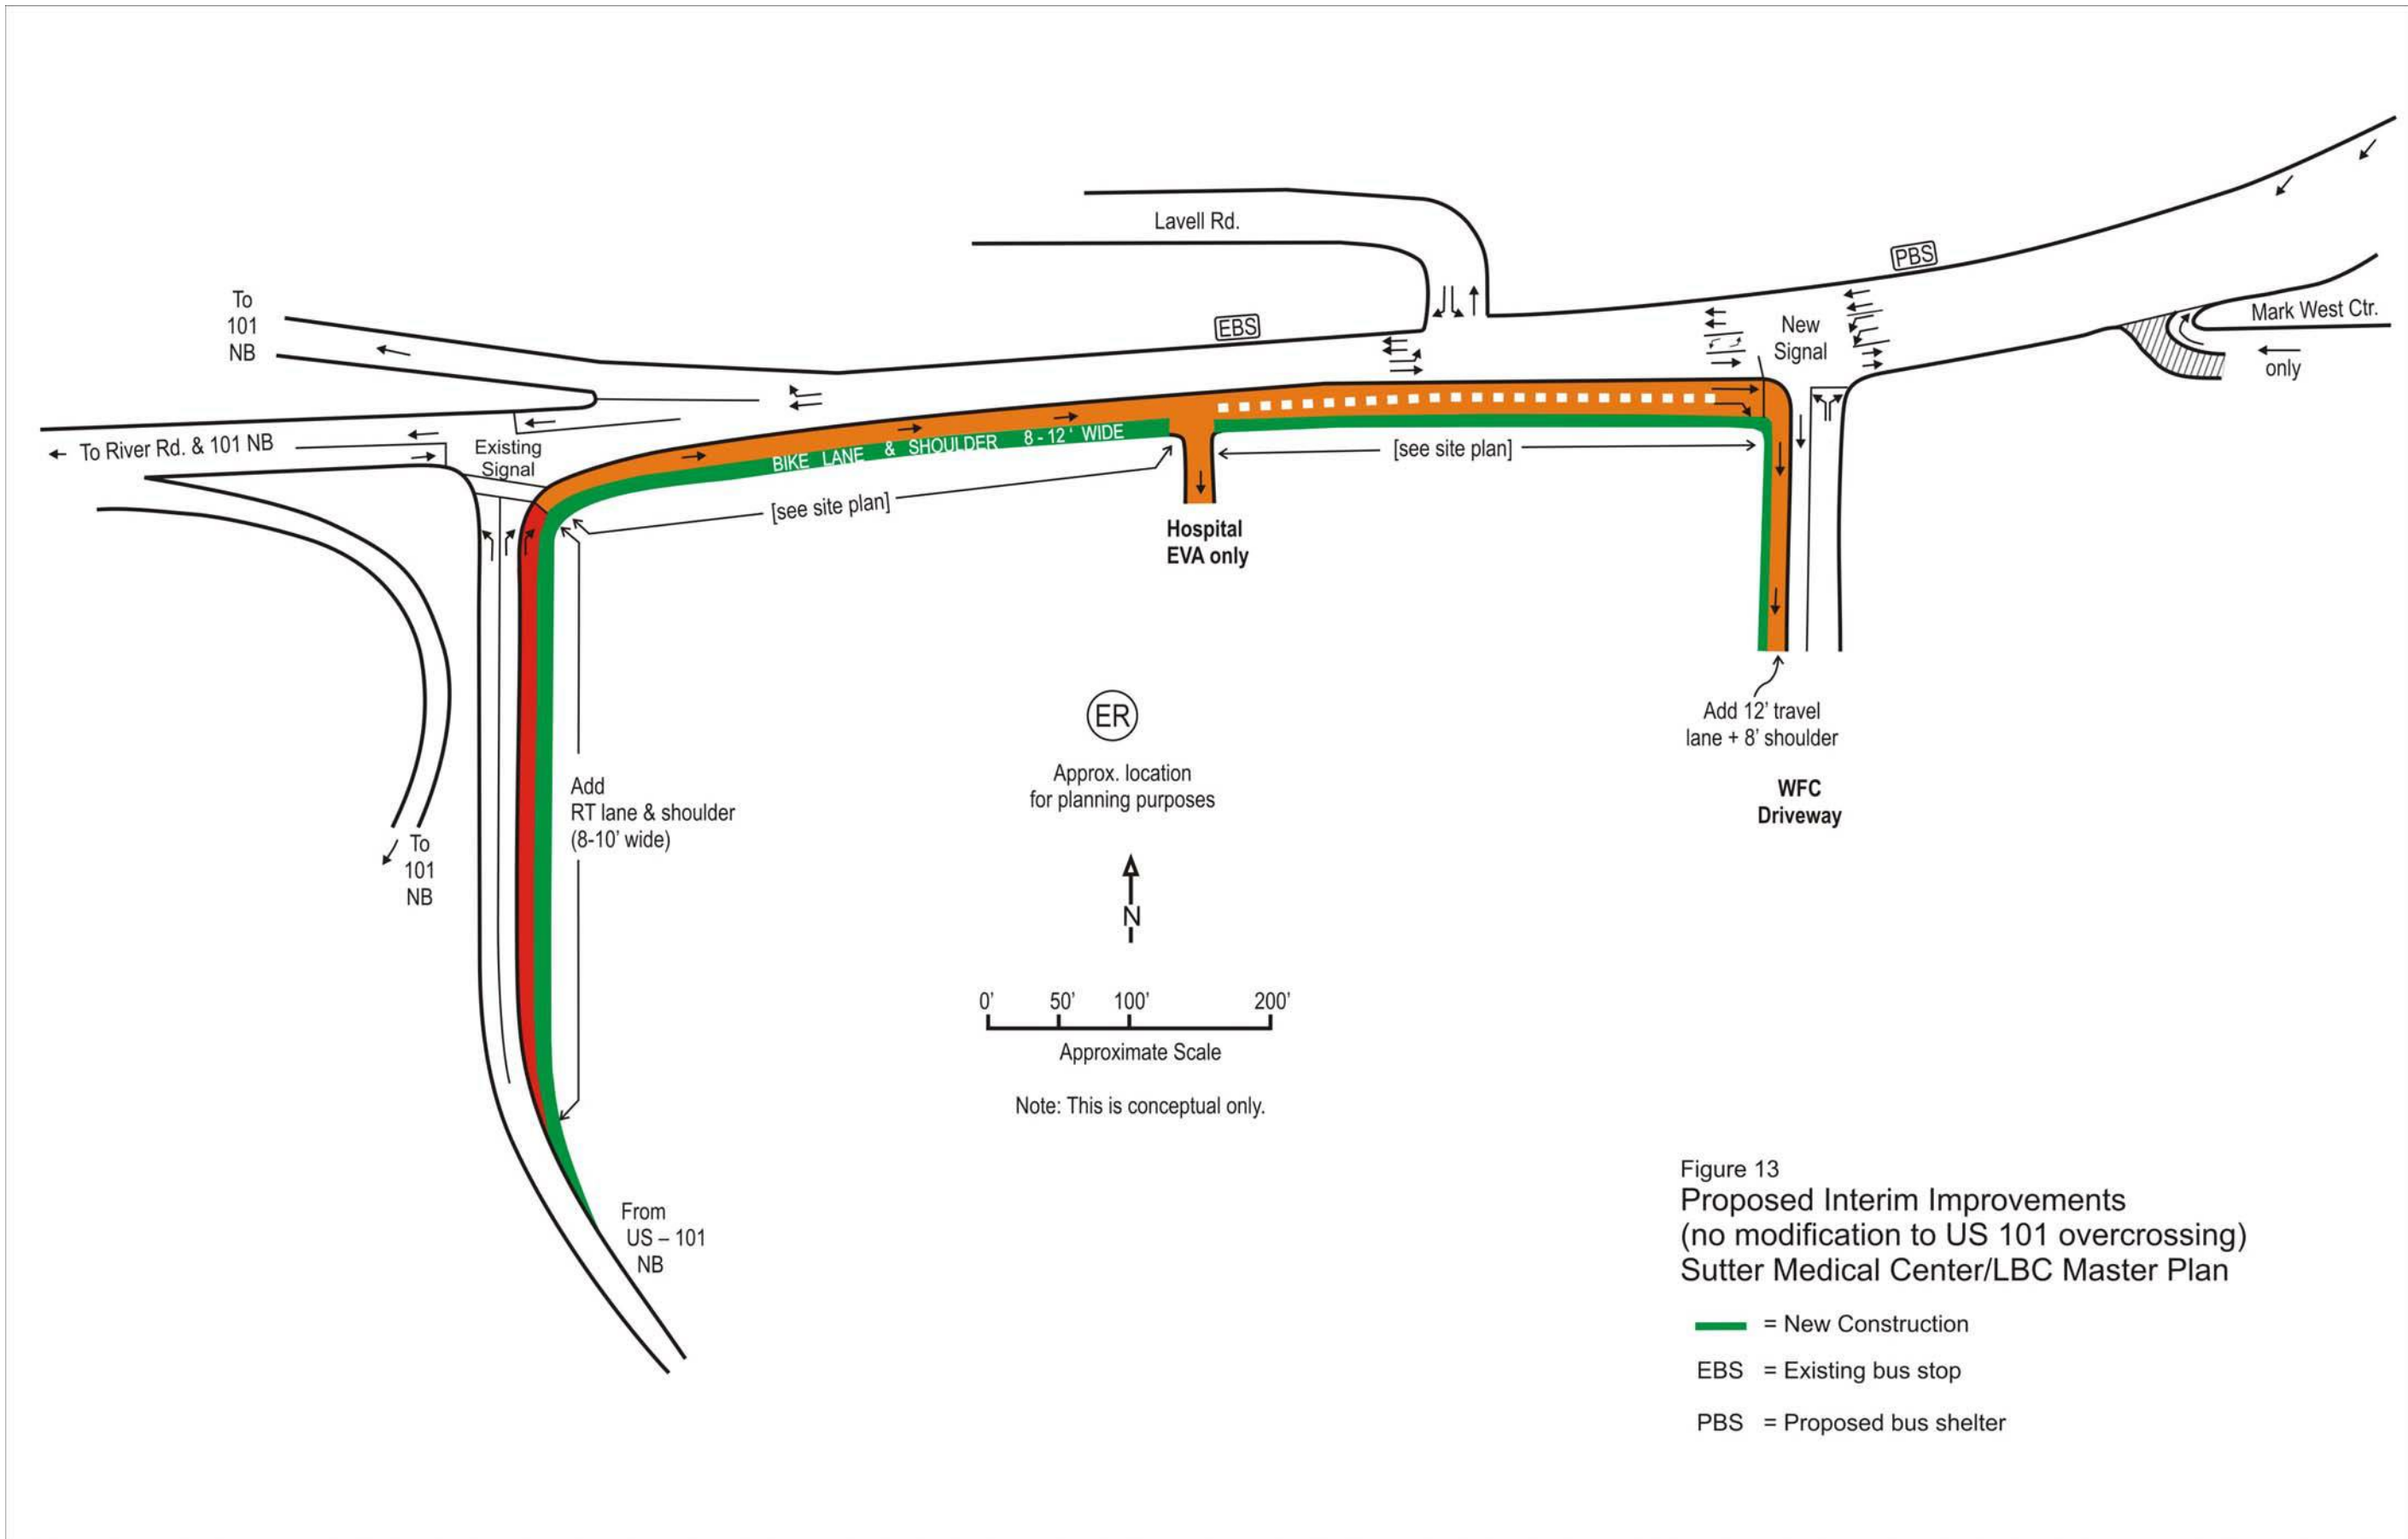 Lavell Rd.
PBS
To
101
NB
EBS
New
Signal
Mark West Ctr.
only
← To River Rd. & 101 NB
Existing
Signal
BIKE LANE & SHOULDER 8 - 12 ' WIDE
[see site plan]
[see site plan]
Hospital
EVA only
ER
Approx. location
for planning purposes
Add 12' travel
lane + 8' shoulder
WFC
Driveway
Add
RT lane & shoulder
(8-10' wide)
To
101
NB
N
0' 50' 100' 200'
Approximate Scale
Note: This is conceptual only.
From
US – 101
NB
Figure 13
Proposed Interim Improvements
(no modification to US 101 overcrossing)
Sutter Medical Center/LBC Master Plan
= New Construction
EBS = Existing bus stop
PBS = Proposed bus shelter